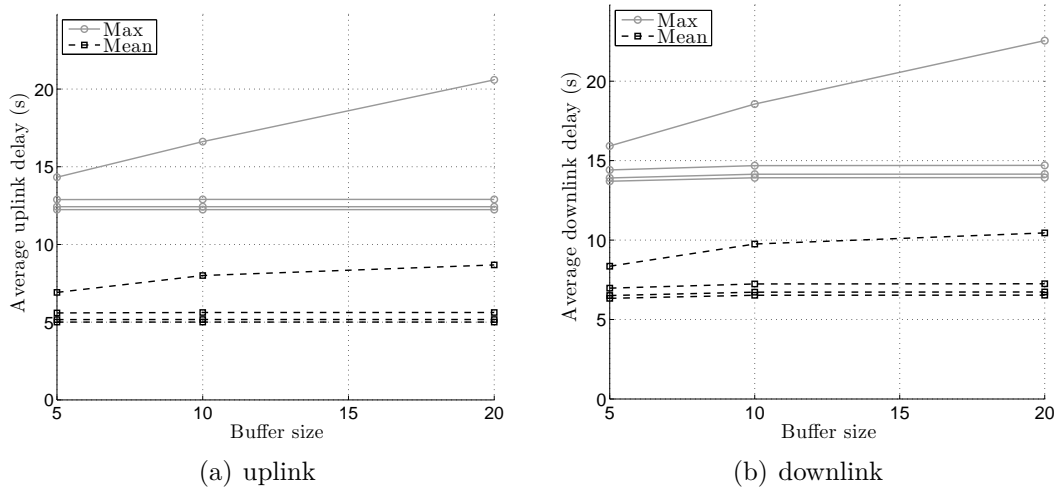 Max
Mean
20
15
10
5
0
Average uplink delay (s)
5
10
15
20
Buffer size
(a) uplink
Max
Mean
20
15
10
5
0
Average downlink delay (s)
5
10
15
20
Buffer size
(b) downlink